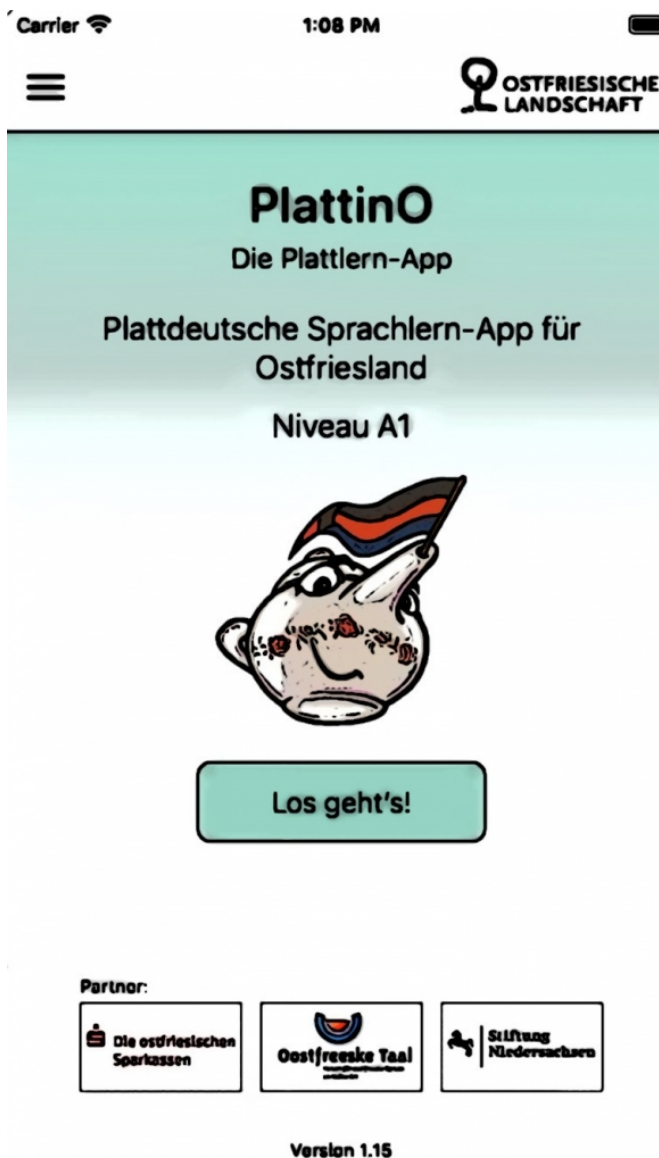 Carrier 1:08 PM
OSTFRIESISCHE
LANDSCHAFT
PlattinO
Die Plattlern-App
Plattdeutsche Sprachlern-App für
Ostfriesland
Niveau A1
Los geht's!
Partner:
Die ostfriesischen
Sparkassen
Oostfreeske Taal
Stiftung
Niedersachsen
Version 1.15